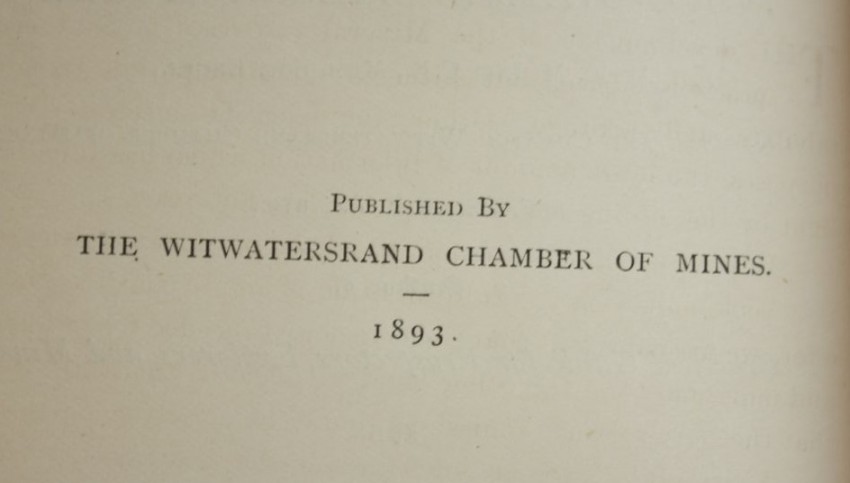 PUBLISHED BY
THE WITWATERSRAND CHAMBER OF MINES.
1893.